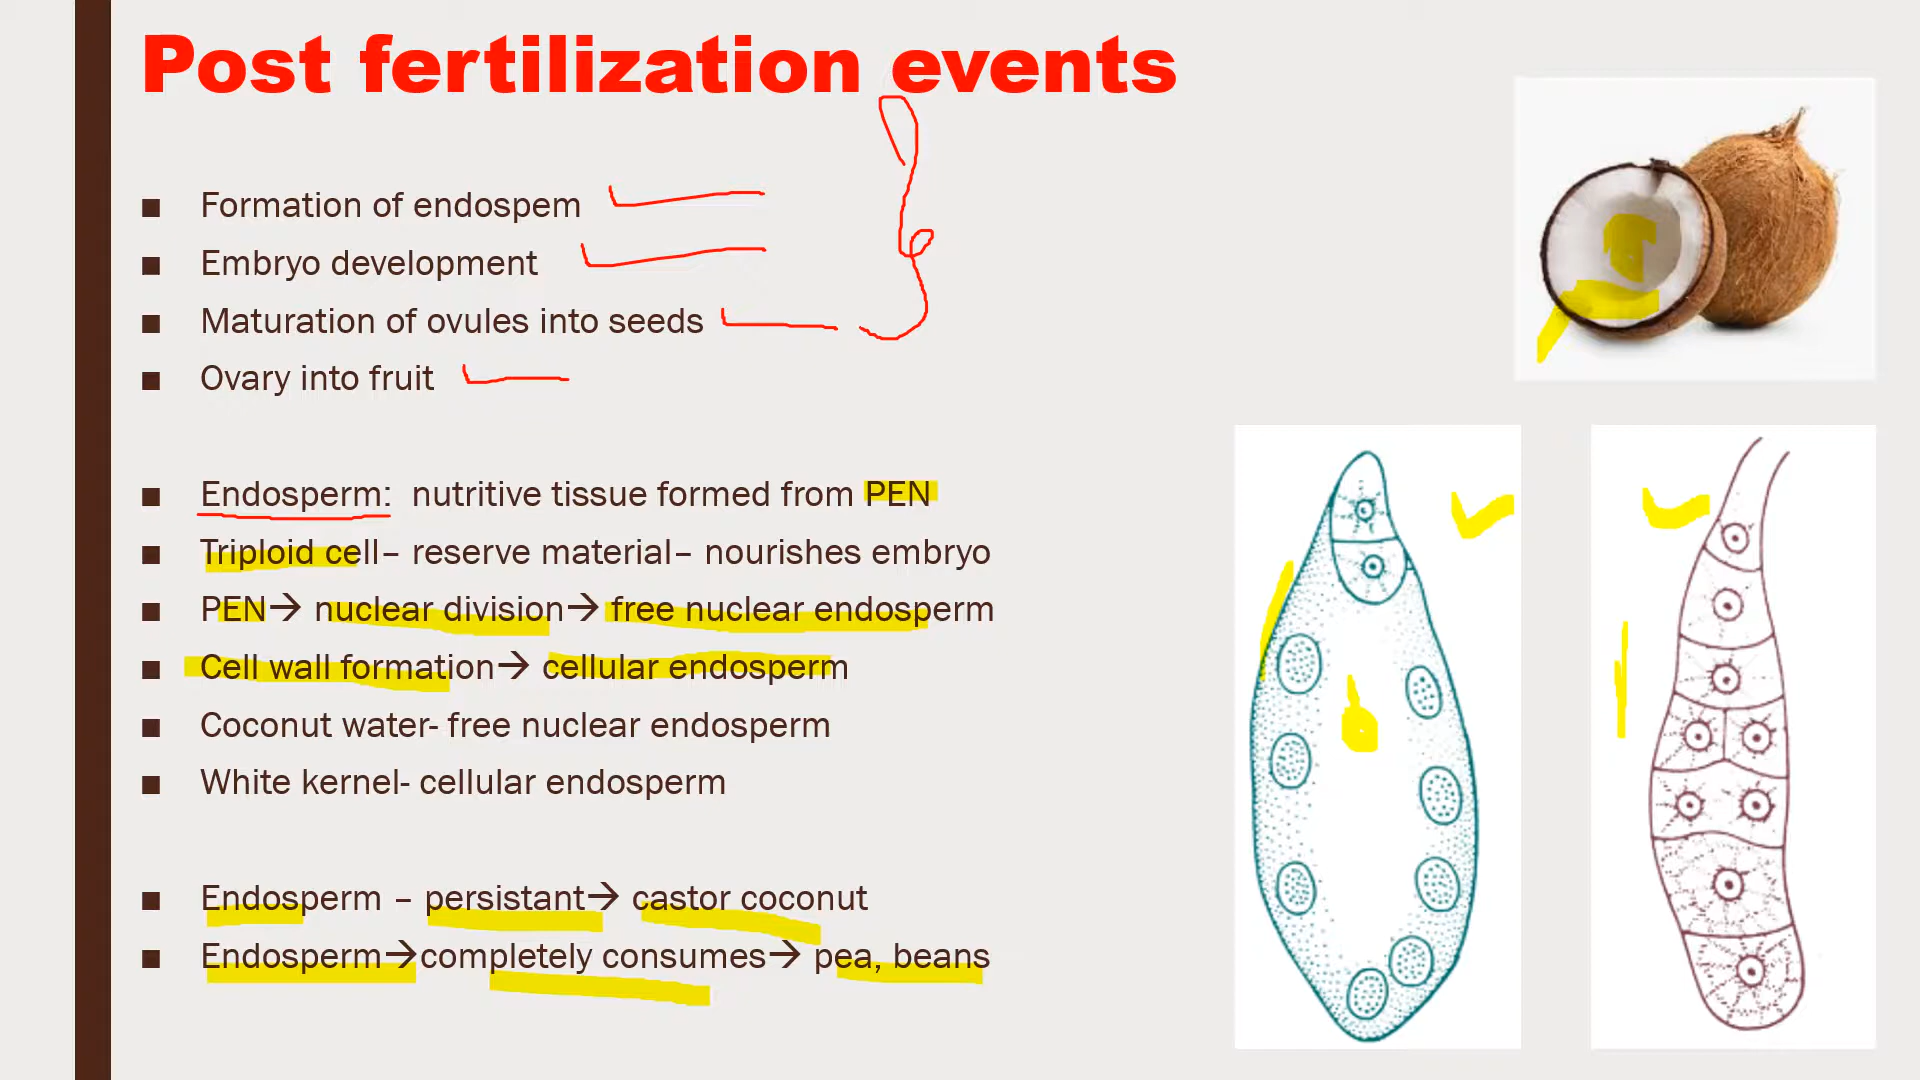 Post fertilization events
■ Formation of endospem
■ Embryo development
■ Maturation of ovules into seeds
■ Ovary into fruit
■ Endosperm: nutritive tissue formed from PEN
■ Triploid cell– reserve material– nourishes embryo
■ PEN→ nuclear division→ free nuclear endosperm
■ Cell wall formation→ cellular endosperm
■ Coconut water- free nuclear endosperm
■ White kernel- cellular endosperm
■ Endosperm – persistant→ castor coconut
■ Endosperm→completely consumes→ pea, beans